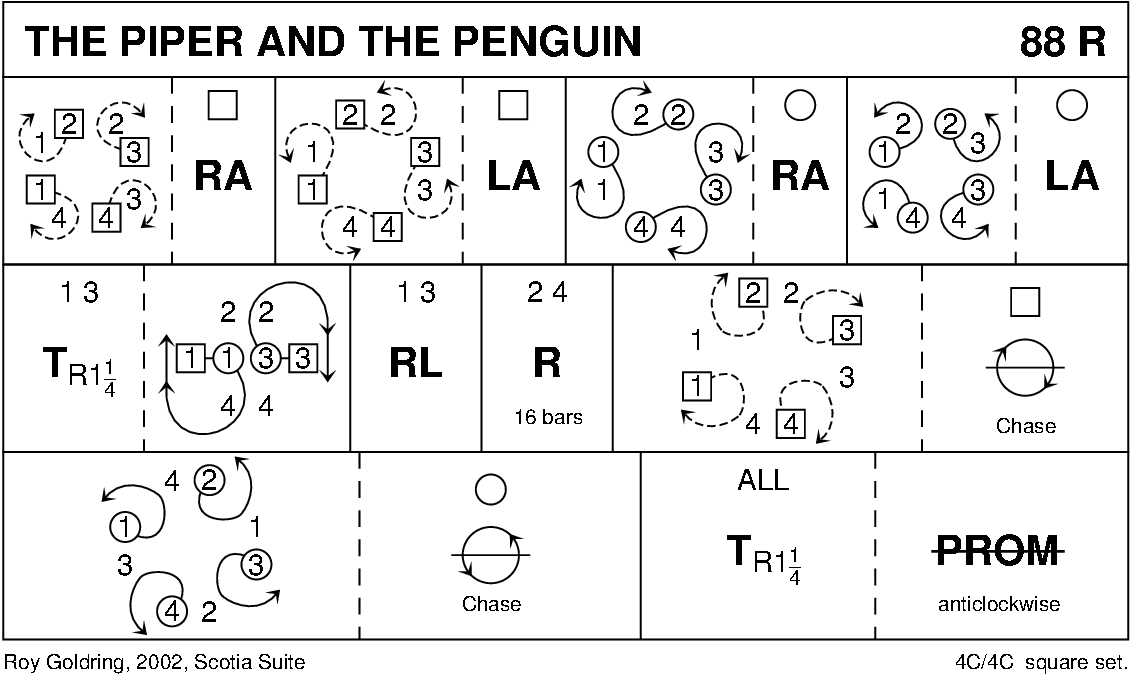 THE PIPER AND THE PENGUIN 88 R
1 2 2 3 1 4 4 3
RA
2 2 1 3 1 3 4 4
LA
2 2 1 3 1 3 4 4
RA
2 2 1 3 1 3 4 4
LA
1 3
TR1 1/4
2 2 1 1 3 3 4 4
1 3
RL
2 4
R
16 bars
2 2 1 3 1 3 4 4
Chase
4 2 1 1 3 3 4 2
Chase
ALL
TR1 1/4
PROM
anticlockwise
Roy Goldring, 2002, Scotia Suite
4C/4C square set.